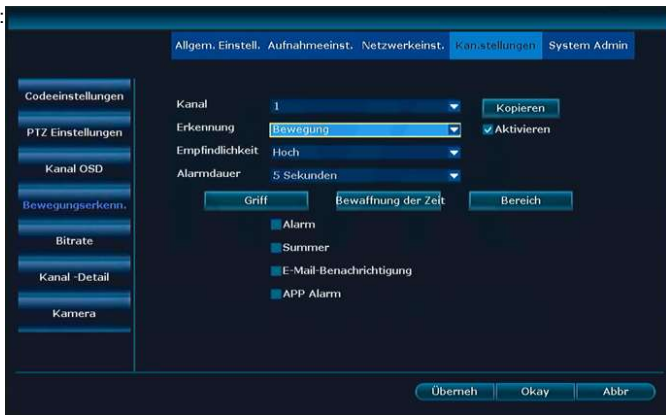 :
Allgem. Einstell. Aufnahmeeinst. Netzwerkeinst. Kan.stellungen System Admin
Codeeinstellungen
PTZ Einstellungen
Kanal OSD
Bewegungserkenn.
Bitrate
Kanal -Detail
Kamera
Kanal 1 Kopieren
Erkennung Bewegung Aktivieren
Empfindlichkeit Hoch
Alarmdauer 5 Sekunden
Griff Bewaffnung der Zeit Bereich
Alarm
Summer
E-Mail-Benachrichtigung
APP Alarm
Überneh Okay Abbr